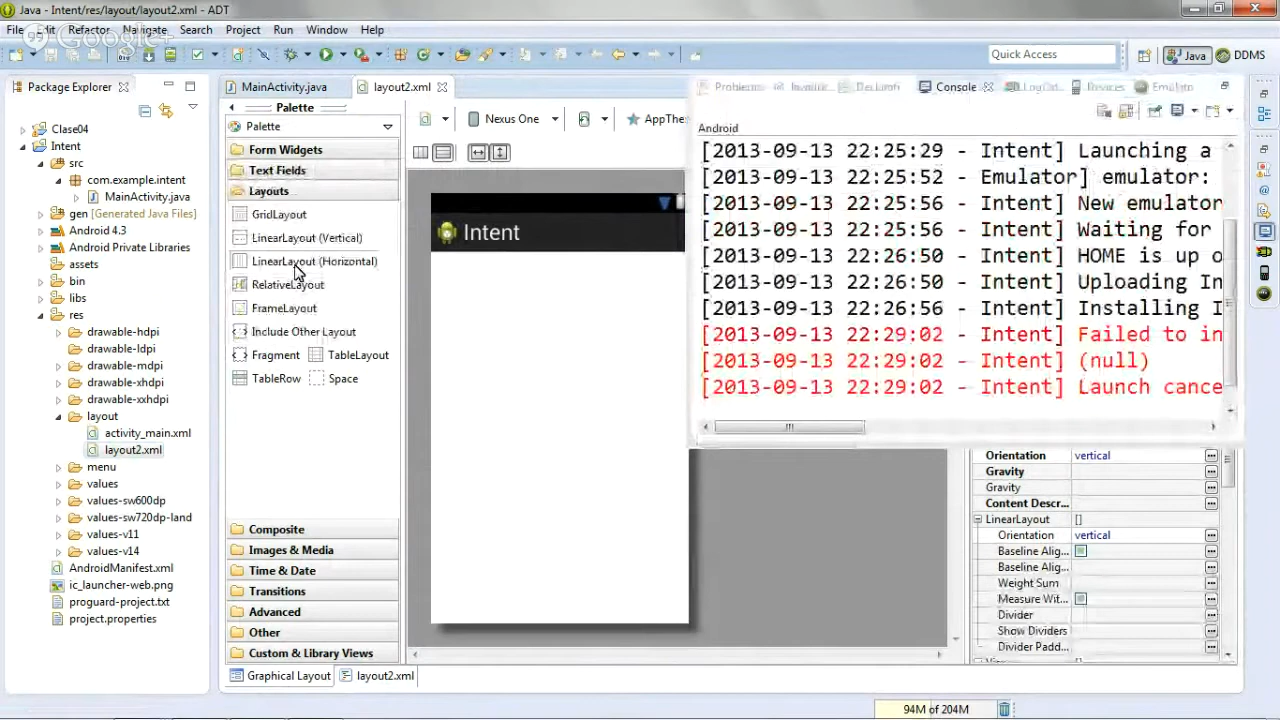 Java - Intent/res/layout/layout2.xml - ADT
File Edit Refactor Navigate Search Project Run Window Help
Google+
Quick Access
Java
DDMS
Package Explorer
MainActivity.java
layout2.xml
Problems
Console
Devices
Emulato
Palette
Palette
Nexus One
AppThe
Form Widgets
Text Fields
Layouts
GridLayout
LinearLayout (Vertical)
LinearLayout (Horizontal)
RelativeLayout
FrameLayout
Include Other Layout
Fragment
TableLayout
TableRow
Space
Composite
Images & Media
Time & Date
Transitions
Advanced
Other
Custom & Library Views
Graphical Layout
layout2.xml
Clase04
Intent
src
com.example.intent
MainActivity.java
gen [Generated Java Files]
Android 4.3
Android Private Libraries
assets
bin
libs
res
drawable-hdpi
drawable-ldpi
drawable-mdpi
drawable-xhdpi
drawable-xxhdpi
layout
activity_main.xml
layout2.xml
menu
values
values-sw600dp
values-sw720dp-land
values-v11
values-v14
AndroidManifest.xml
ic_launcher-web.png
proguard-project.txt
project.properties
Intent
Android
[2013-09-13 22:25:29 - Intent] Launching a
[2013-09-13 22:25:52 - Emulator] emulator:
[2013-09-13 22:25:56 - Intent] New emulator
[2013-09-13 22:25:56 - Intent] Waiting for
[2013-09-13 22:26:50 - Intent] HOME is up o
[2013-09-13 22:26:50 - Intent] Uploading In
[2013-09-13 22:26:56 - Intent] Installing I
[2013-09-13 22:29:02 - Intent] Failed to in
[2013-09-13 22:29:02 - Intent] (null)
[2013-09-13 22:29:02 - Intent] Launch cance
Orientation vertical
Gravity
Gravity
Content Descr...
LinearLayout []
Orientation vertical
Baseline Alig...
Baseline Alig...
Weight Sum
Measure Wit...
Divider
Show Dividers
Divider Padd...
94M of 204M